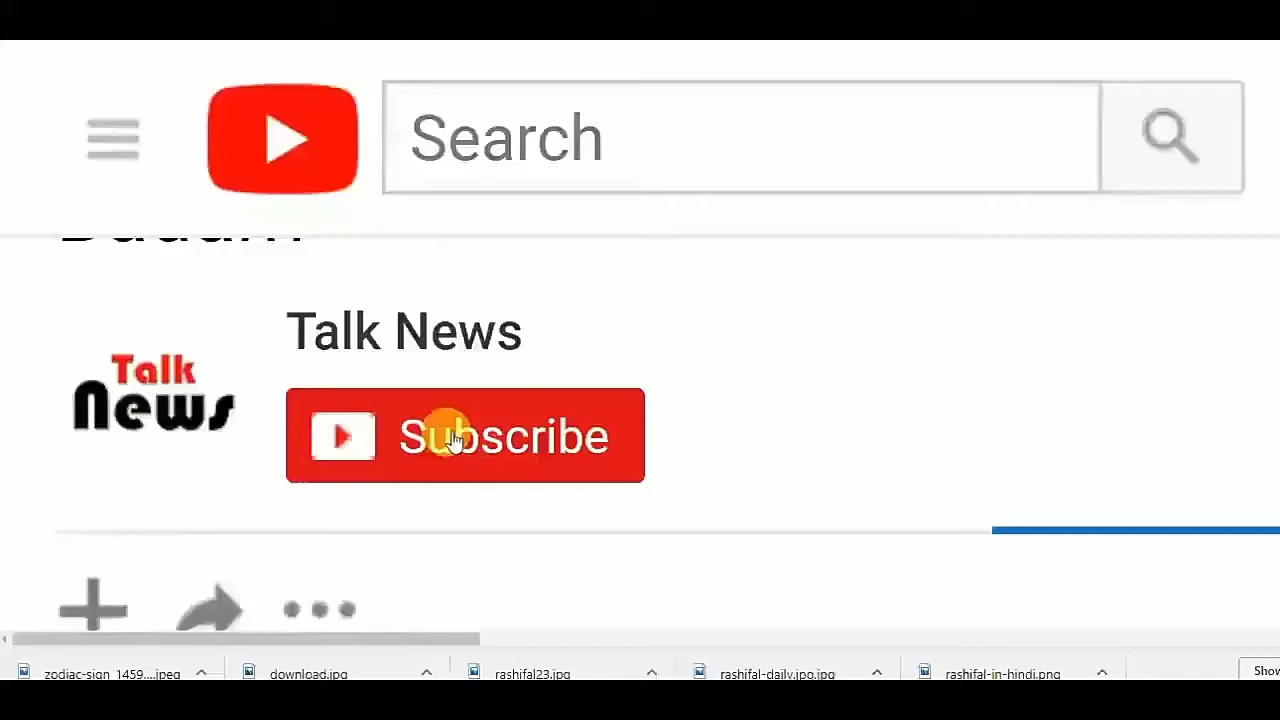 Search
Talk News
Talk
News
Subscribe
zodiac-sign_1459....jpeg
download.jpg
rashifal23.jpg
rashifal-daily.jpg.jpg
rashifal-in-hindi.png
Show